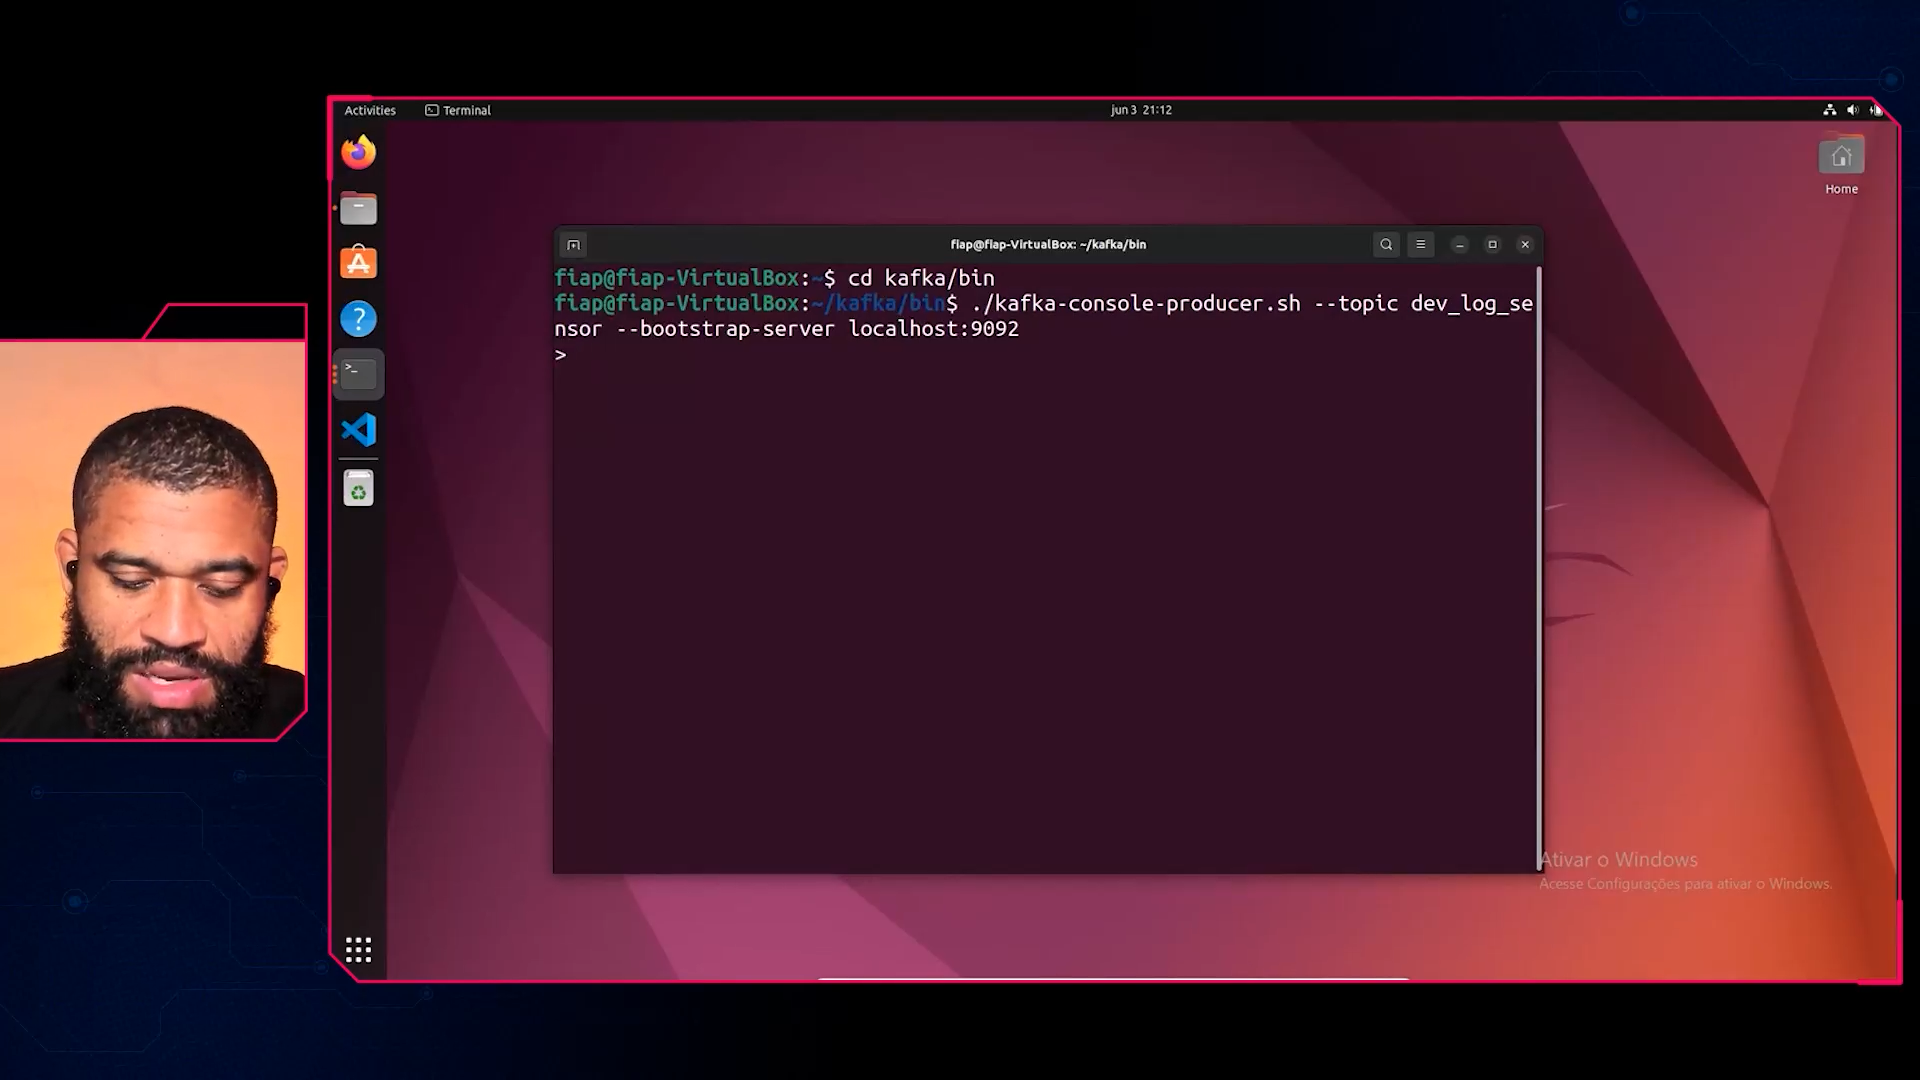 Activities
Terminal
jun 3 21:12
Home
fiap@fiap-VirtualBox: ~/kafka/bin
fiap@fiap-VirtualBox:~$ cd kafka/bin
fiap@fiap-VirtualBox:~/kafka/bin$ ./kafka-console-producer.sh --topic dev_log_se
nsor --bootstrap-server localhost:9092
>
Ativar o Windows
Acesse Configurações para ativar o Windows.